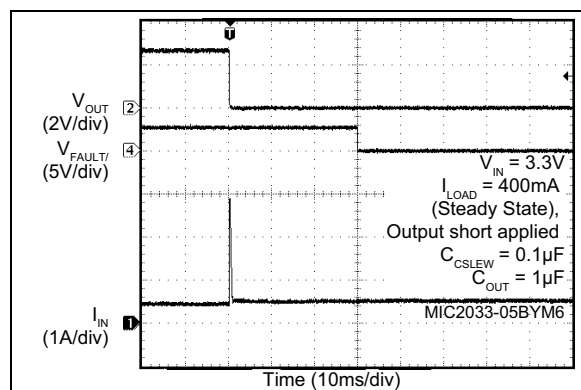 T
V_OUT
(2V/div)
2
V_FAULT/
(5V/div)
4
V_IN = 3.3V
I_LOAD = 400mA
(Steady State),
Output short applied
C_CSLEW = 0.1µF
C_OUT = 1µF
MIC2033-05BYM6
I_IN
(1A/div)
1
Time (10ms/div)